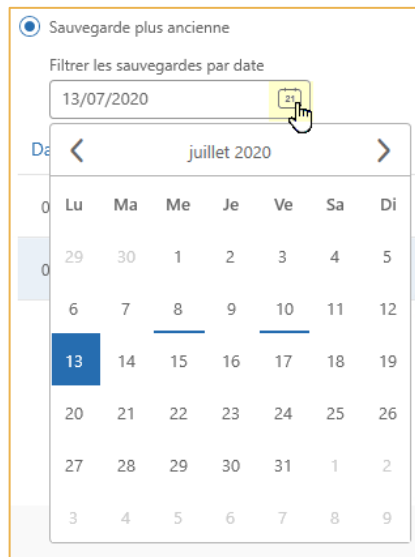 Sauvegarde plus ancienne
Filtrer les sauvegardes par date
13/07/2020 21
Da
juillet 2020
0 Lu Ma Me Je Ve Sa Di
29 30 1 2 3 4 5
0
6 7 8 9 10 11 12
13 14 15 16 17 18 19
20 21 22 23 24 25 26
27 28 29 30 31 1 2
3 4 5 6 7 8 9